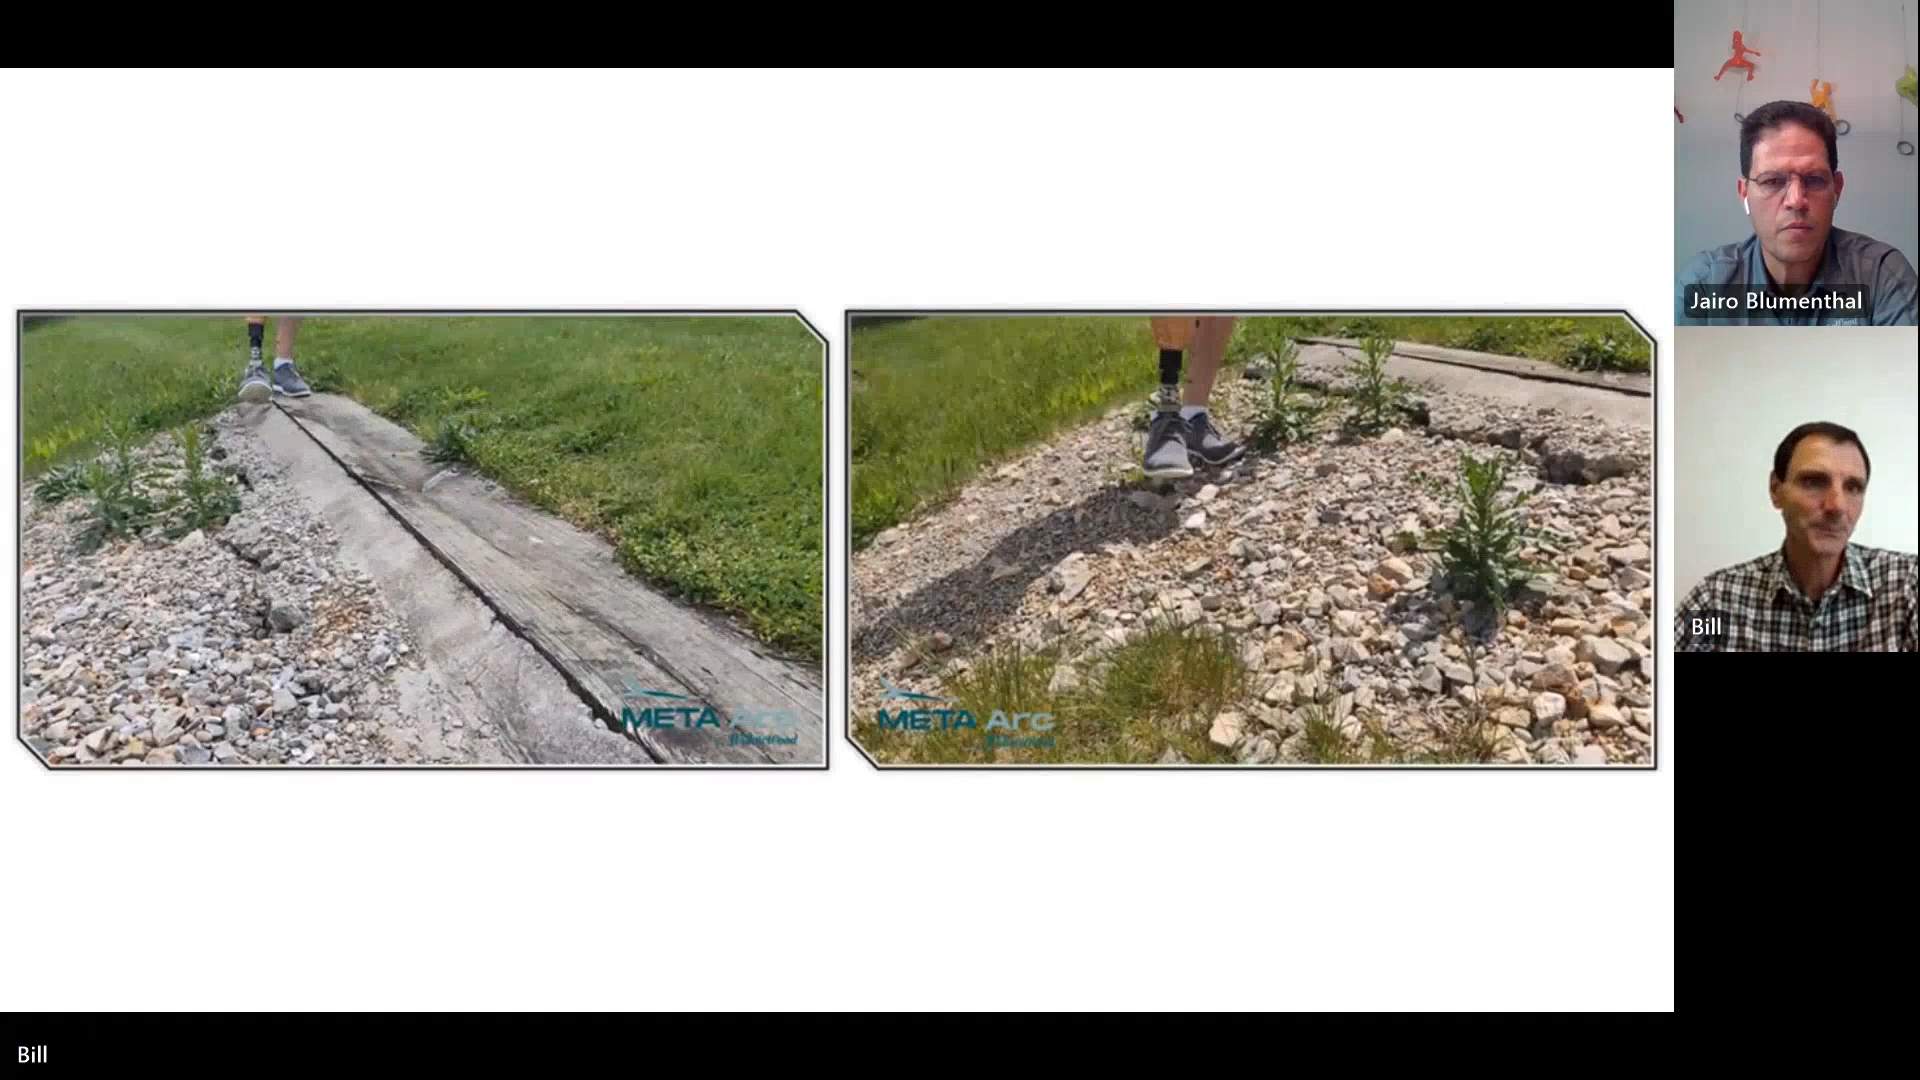 Jairo Blumenthal
META Arc
META Arc
Bill
Bill